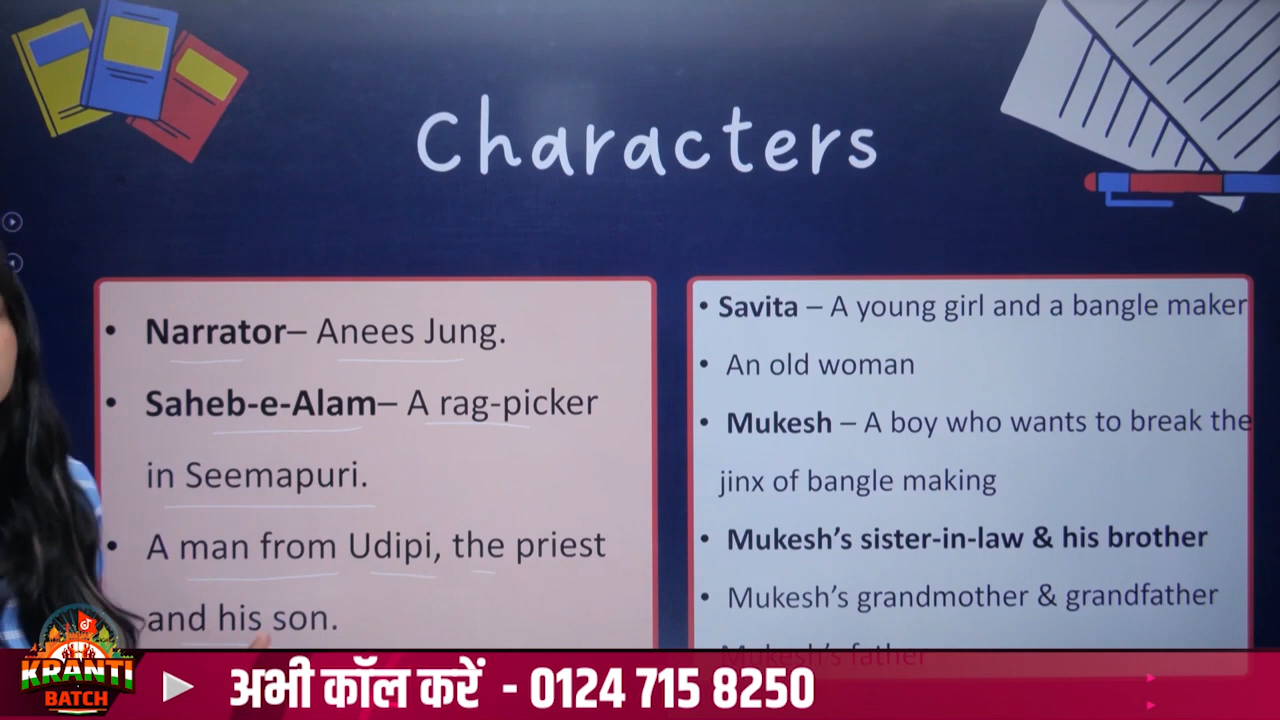 Characters
• Narrator– Anees Jung.
• Saheb-e-Alam– A rag-picker
in Seemapuri.
• A man from Udipi, the priest
and his son.
• Savita – A young girl and a bangle maker
• An old woman
• Mukesh – A boy who wants to break the
jinx of bangle making
• Mukesh's sister-in-law & his brother
• Mukesh's grandmother & grandfather
Mukesh's father
KRANTI
BATCH
अभी कॉल करें - 0124 715 8250